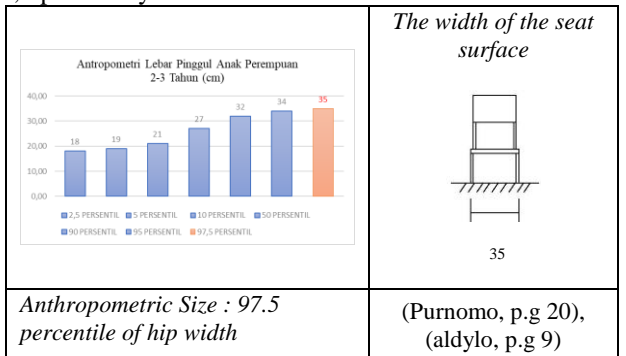 The width of the seat
surface
Antropometri Lebar Pinggul Anak Perempuan
2-3 Tahun (cm)
40,00
30,00
20,00
10,00
0,00
18
19
21
27
32
34
35
2,5 PERSENTIL
5 PERSENTIL
10 PERSENTIL
50 PERSENTIL
90 PERSENTIL
95 PERSENTIL
97,5 PERSENTIL
35
Anthropometric Size : 97.5
percentile of hip width
(Purnomo, p.g 20),
(aldylo, p.g 9)